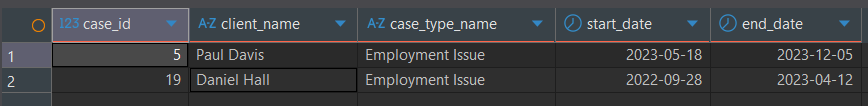 123 case_id A-Z client_name A-Z case_type_name start_date end_date
1 5 Paul Davis Employment Issue 2023-05-18 2023-12-05
2 19 Daniel Hall Employment Issue 2022-09-28 2023-04-12